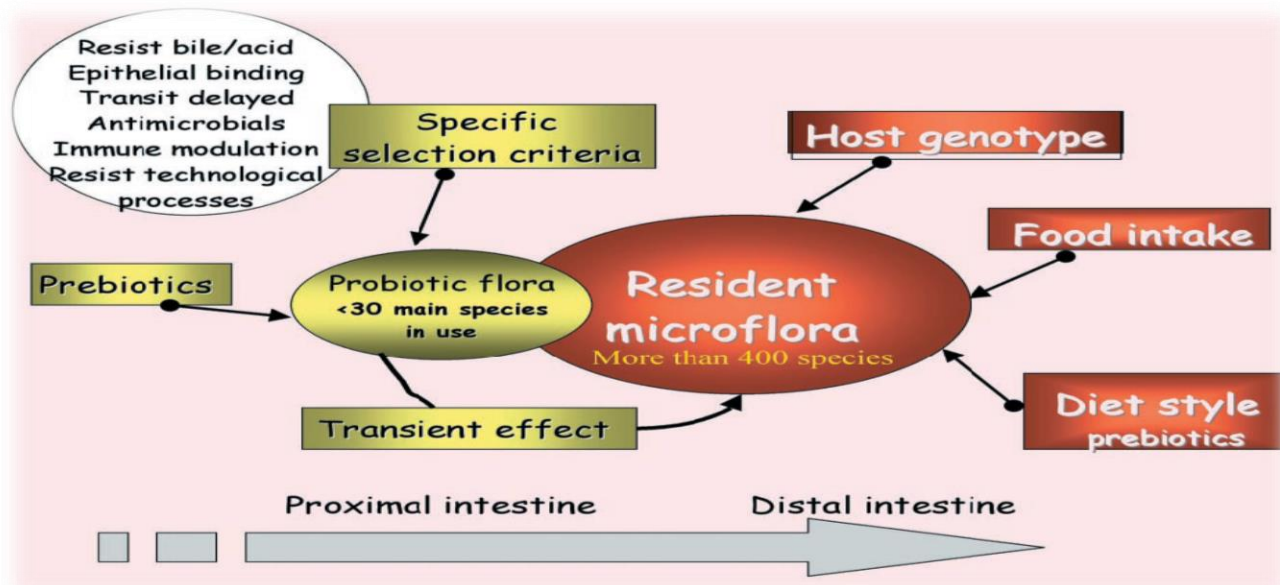 Resist bile/acid
Epithelial binding
Transit delayed
Antimicrobials
Immune modulation
Resist technological
processes
Specific
selection criteria
Host genotype
Food intake
Prebiotics
Probiotic flora
<30 main species
in use
Resident
microflora
More than 400 species
Diet style
prebiotics
Transient effect
Proximal intestine
Distal intestine